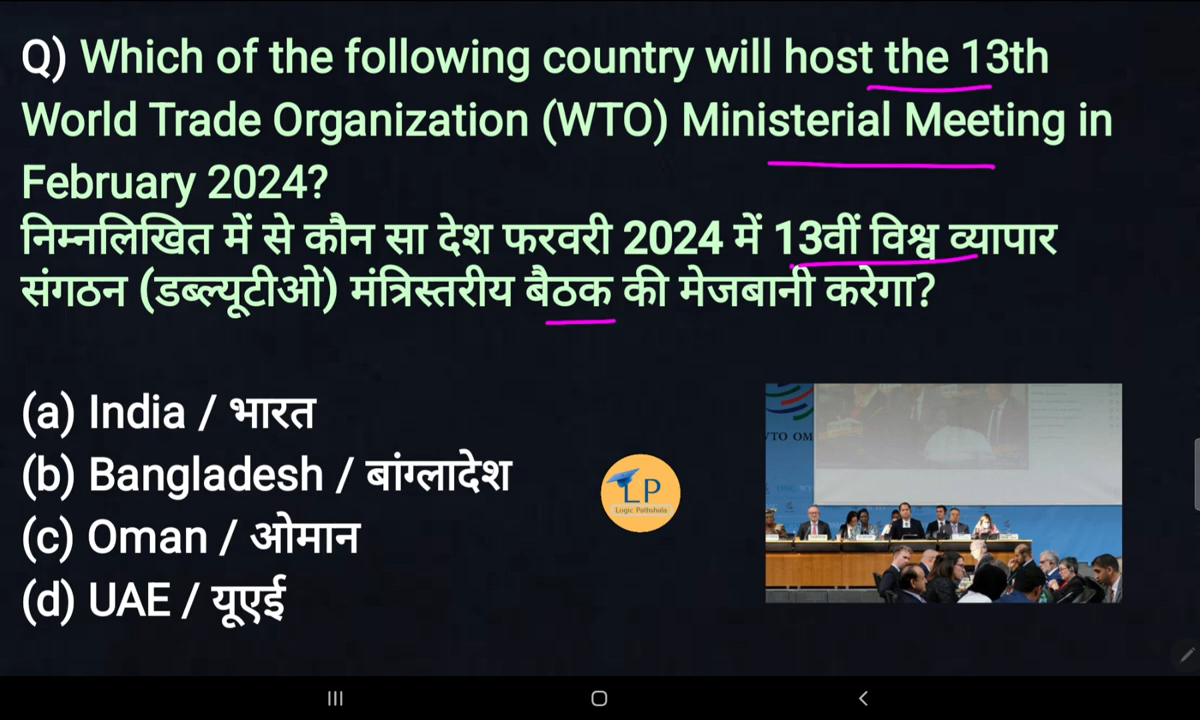 Q) Which of the following country will host the 13th
World Trade Organization (WTO) Ministerial Meeting in
February 2024?
निम्नलिखित में से कौन सा देश फरवरी 2024 में 13वीं विश्व व्यापार
संगठन (डब्ल्यूटीओ) मंत्रिस्तरीय बैठक की मेजबानी करेगा?
(a) India / भारत
(b) Bangladesh / बांग्लादेश
(c) Oman / ओमान
(d) UAE / यूएई
LP
Logic Pathshala
WTO OM